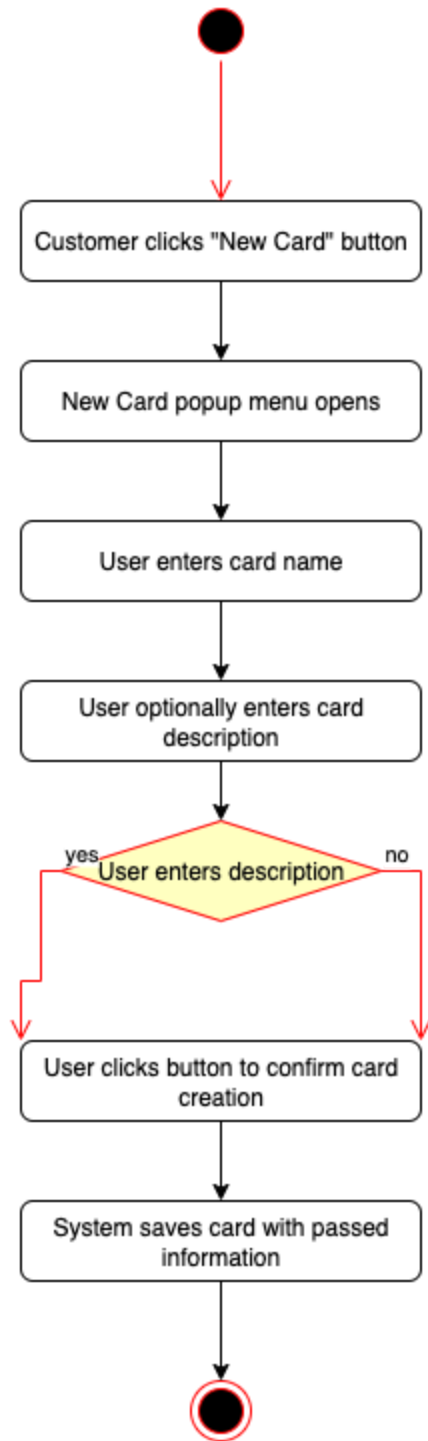 Customer clicks "New Card" button
New Card popup menu opens
User enters card name
User optionally enters card
description
yes
User enters description
no
User clicks button to confirm card
creation
System saves card with passed
information